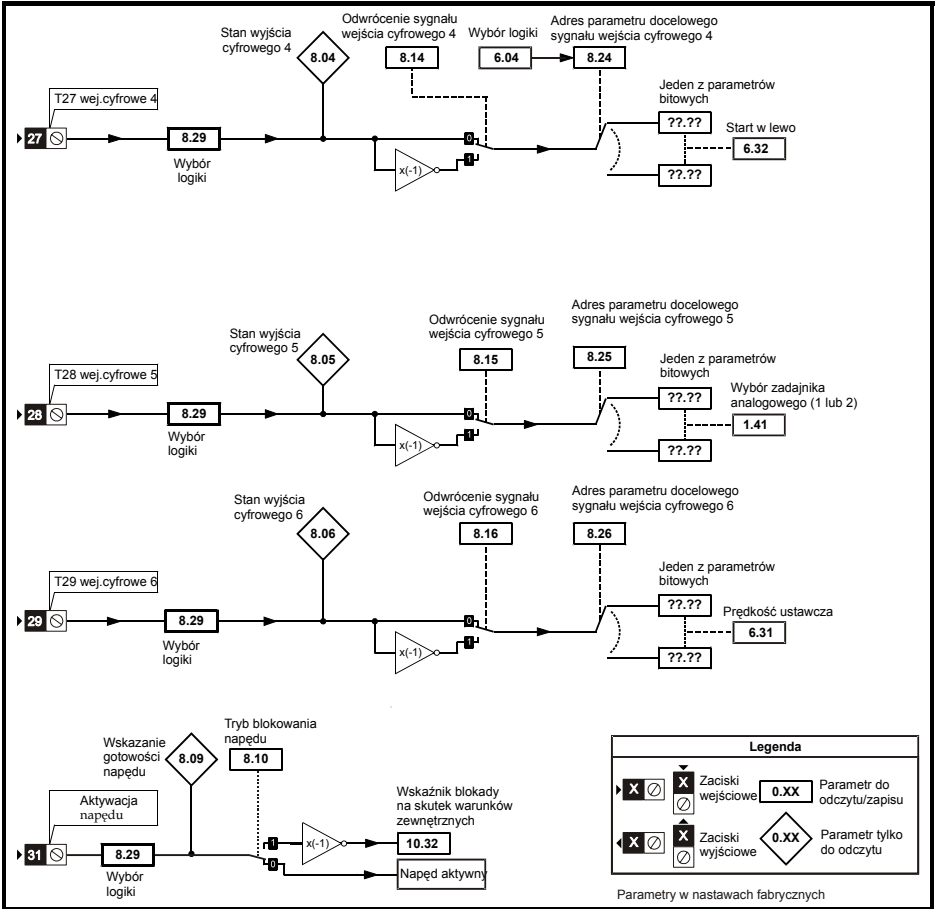 Stan wyjścia
cyfrowego 4
Odwrócenie sygnału
wejścia cyfrowego 4
Wybór logiki
Adres parametru docelowego
sygnału wejścia cyfrowego 4
8.04
8.14
6.04
8.24
Jeden z parametrów
bitowych
T27 wej.cyfrowe 4
??.??
Start w lewo
27
8.29
0
6.32
Wybór
logiki
1
x(-1)
??.??
Stan wyjścia
cyfrowego 5
Odwrócenie sygnału
wejścia cyfrowego 5
Adres parametru docelowego
sygnału wejścia cyfrowego 5
8.05
8.15
8.25
Jeden z parametrów
bitowych
T28 wej.cyfrowe 5
??.??
Wybór zadajnika
analogowego (1 lub 2)
28
8.29
0
1.41
Wybór
logiki
1
x(-1)
??.??
Stan wyjścia
cyfrowego 6
Odwrócenie sygnału
wejścia cyfrowego 6
Adres parametru docelowego
sygnału wejścia cyfrowego 6
8.06
8.16
8.26
Jeden z parametrów
bitowych
T29 wej.cyfrowe 6
??.??
Prędkość ustawcza
29
8.29
0
6.31
Wybór
logiki
1
x(-1)
??.??
Wskazanie
gotowości
napędu
8.09
Tryb blokowania
napędu
8.10
Aktywacja
napędu
Wskaźnik blokady
na skutek warunków
zewnętrznych
31
8.29
1
x(-1)
10.32
0
Napęd aktywny
Wybór
logiki
Legenda
X
X
Zaciski
wejściowe
0.XX
Parametr do
odczytu/zapisu
X
X
Zaciski
wyjściowe
0.XX
Parametr tylko
do odczytu
Parametry w nastawach fabrycznych